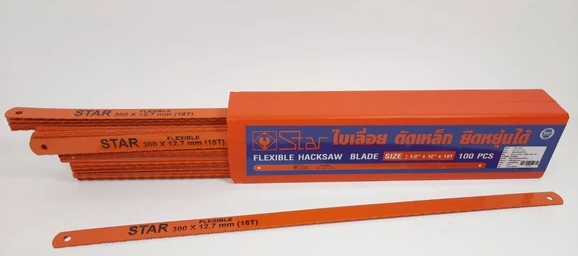 FLEXIBLE
STAR 300 X 12.7 mm (18T)
FLEXIBLE
STAR 300 X 12.7 mm (18T)
Star ใบเลื่อย ตัดเหล็ก ยืดหยุ่นได้
FLEXIBLE HACKSAW BLADE SIZE : 1/2" x 12" x 18T 100 PCS
FLEXIBLE
STAR 300 X 12.7 mm (18T)